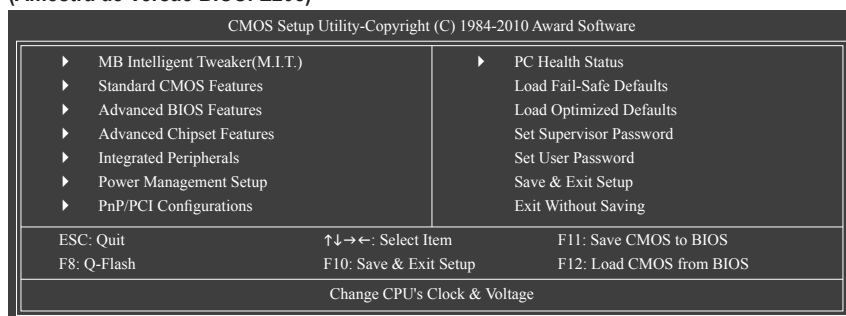 CMOS Setup Utility-Copyright (C) 1984-2010 Award Software
MB Intelligent Tweaker(M.I.T.)
Standard CMOS Features
Advanced BIOS Features
Advanced Chipset Features
Integrated Peripherals
Power Management Setup
PnP/PCI Configurations
PC Health Status
Load Fail-Safe Defaults
Load Optimized Defaults
Set Supervisor Password
Set User Password
Save & Exit Setup
Exit Without Saving
ESC: Quit ↑↓→←: Select Item F11: Save CMOS to BIOS
F8: Q-Flash F10: Save & Exit Setup F12: Load CMOS from BIOS
Change CPU's Clock & Voltage